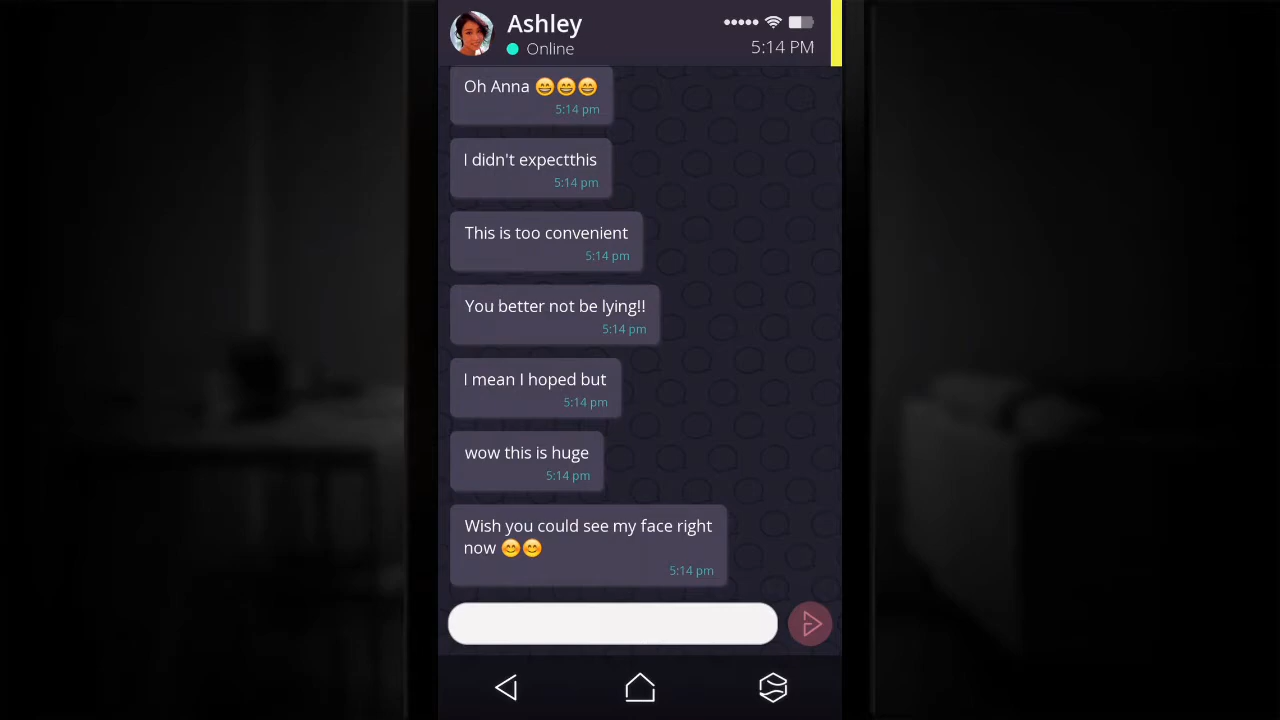 Ashley
Online
5:14 PM
Oh Anna 😄😄😄
5:14 pm
I didn't expectthis
5:14 pm
This is too convenient
5:14 pm
You better not be lying!!
5:14 pm
I mean I hoped but
5:14 pm
wow this is huge
5:14 pm
Wish you could see my face right
now 😊😊
5:14 pm